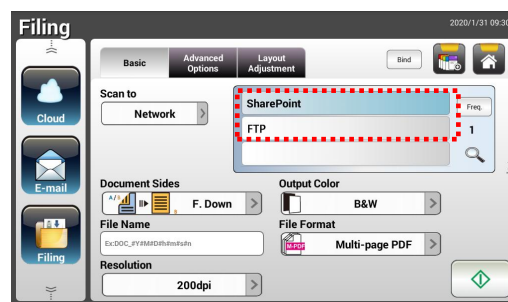 Filing
2020/1/31 09:30
Basic
Advanced
Options
Layout
Adjustment
Bind
Cloud
E-mail
Filing
Scan to
Network
SharePoint
FTP
Freq.
1
Document Sides
F. Down
Output Color
B&W
File Name
Ex:DOC_#Y#M#D#h#m#s#n
File Format
M-PDF
Multi-page PDF
Resolution
200dpi